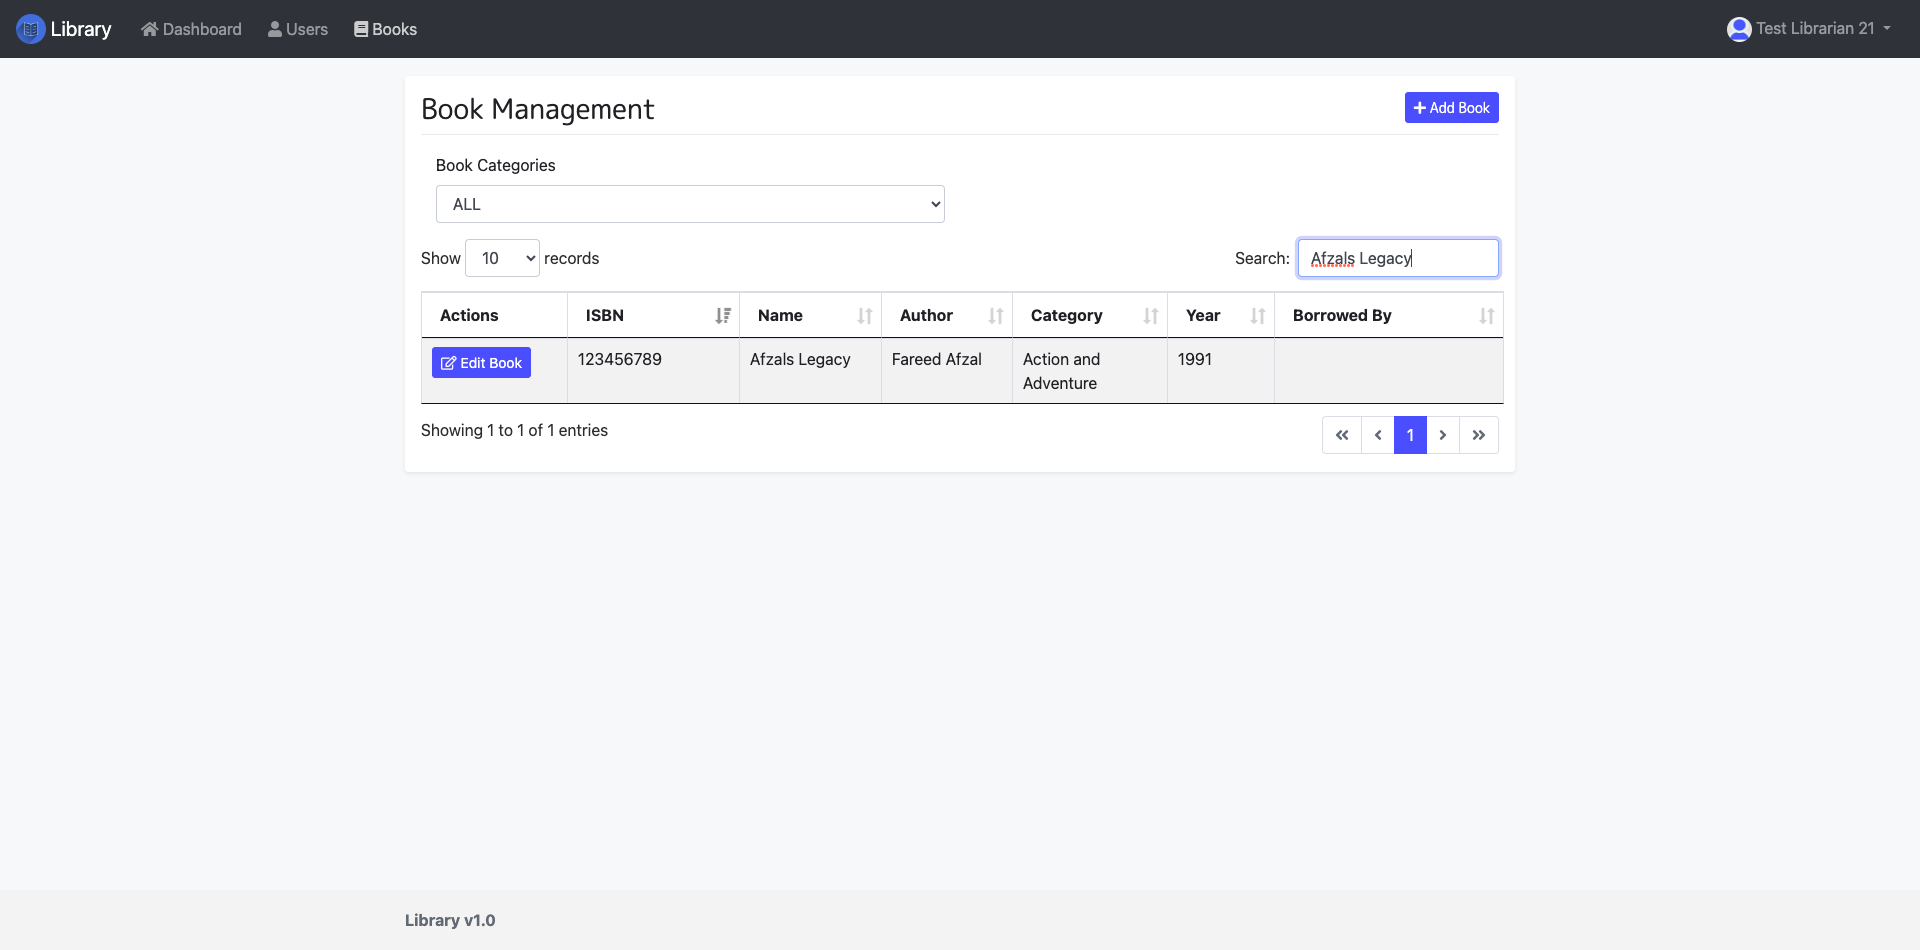 Library Dashboard Users Books Test Librarian 21
Book Management
+ Add Book
Book Categories
ALL
Show 10 records
Search: Afzals Legacy
Actions ISBN Name Author Category Year Borrowed By
Edit Book 123456789 Afzals Legacy Fareed Afzal Action and 1991
Adventure
Showing 1 to 1 of 1 entries
« ‹ 1 › »
Library v1.0